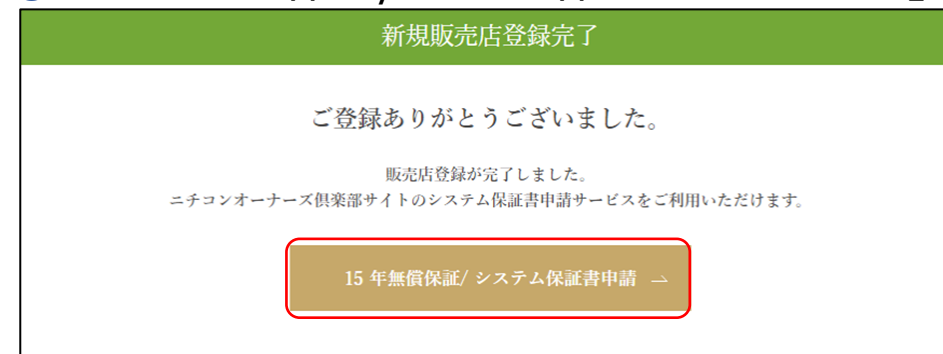 新規販売店登録完了
ご登録ありがとうございました。
販売店登録が完了しました。
ニチコンオーナーズ倶楽部サイトのシステム保証書申請サービスをご利用いただけます。
15 年無償保証/ システム保証書申請 →